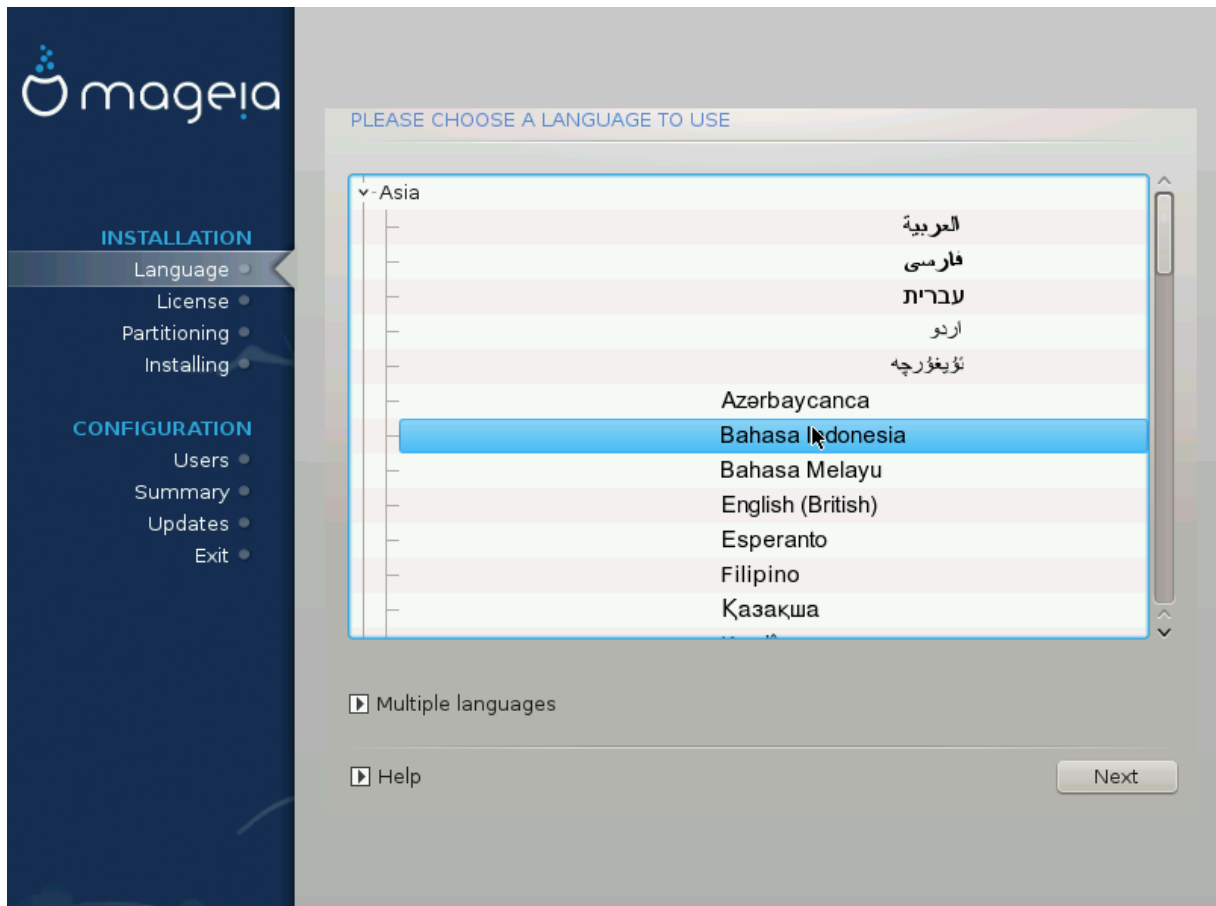 mageia
INSTALLATION
Language
License
Partitioning
Installing
CONFIGURATION
Users
Summary
Updates
Exit
PLEASE CHOOSE A LANGUAGE TO USE
Asia
العربية
فارسی
עברית
اردو
ئۇيغۇرچە
Azərbaycanca
Bahasa Indonesia
Bahasa Melayu
English (British)
Esperanto
Filipino
Қазақша
Multiple languages
Help
Next